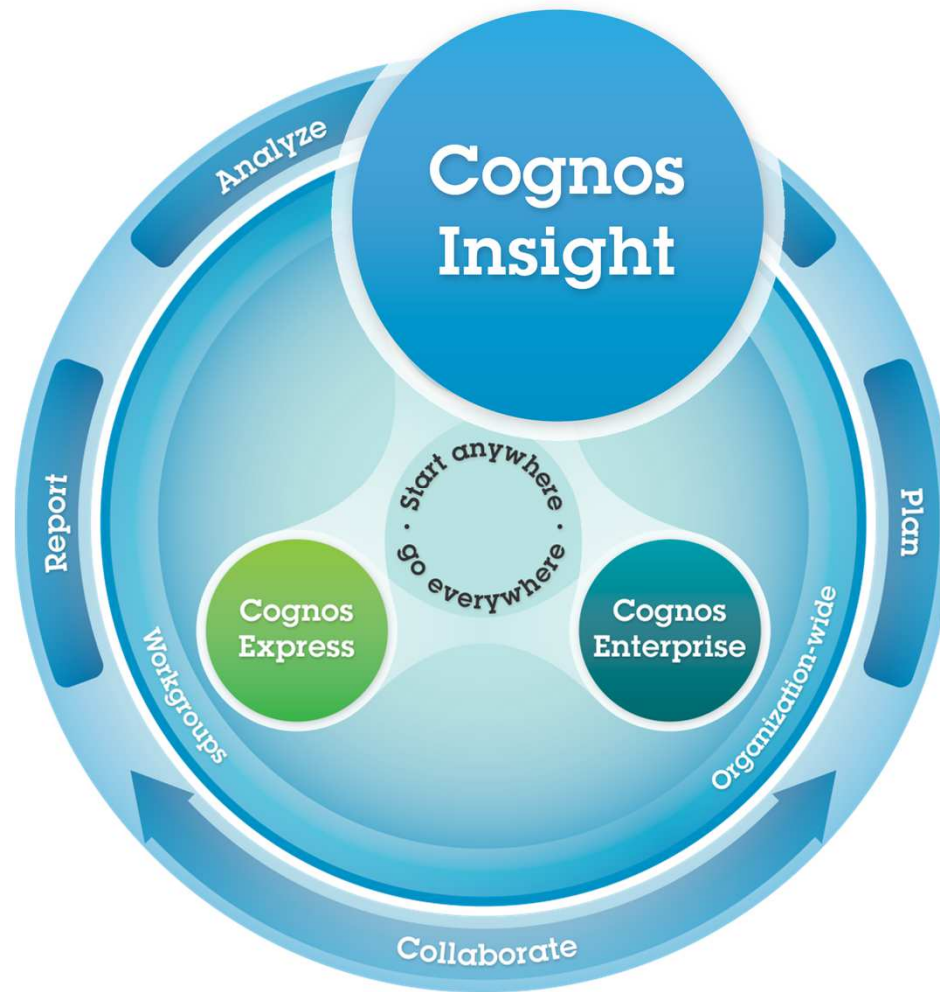 Analyze
Cognos
Insight
Report
Plan
Start anywhere
· go everywhere ·
Cognos
Express
Cognos
Enterprise
Workgroups
Organization-wide
Collaborate